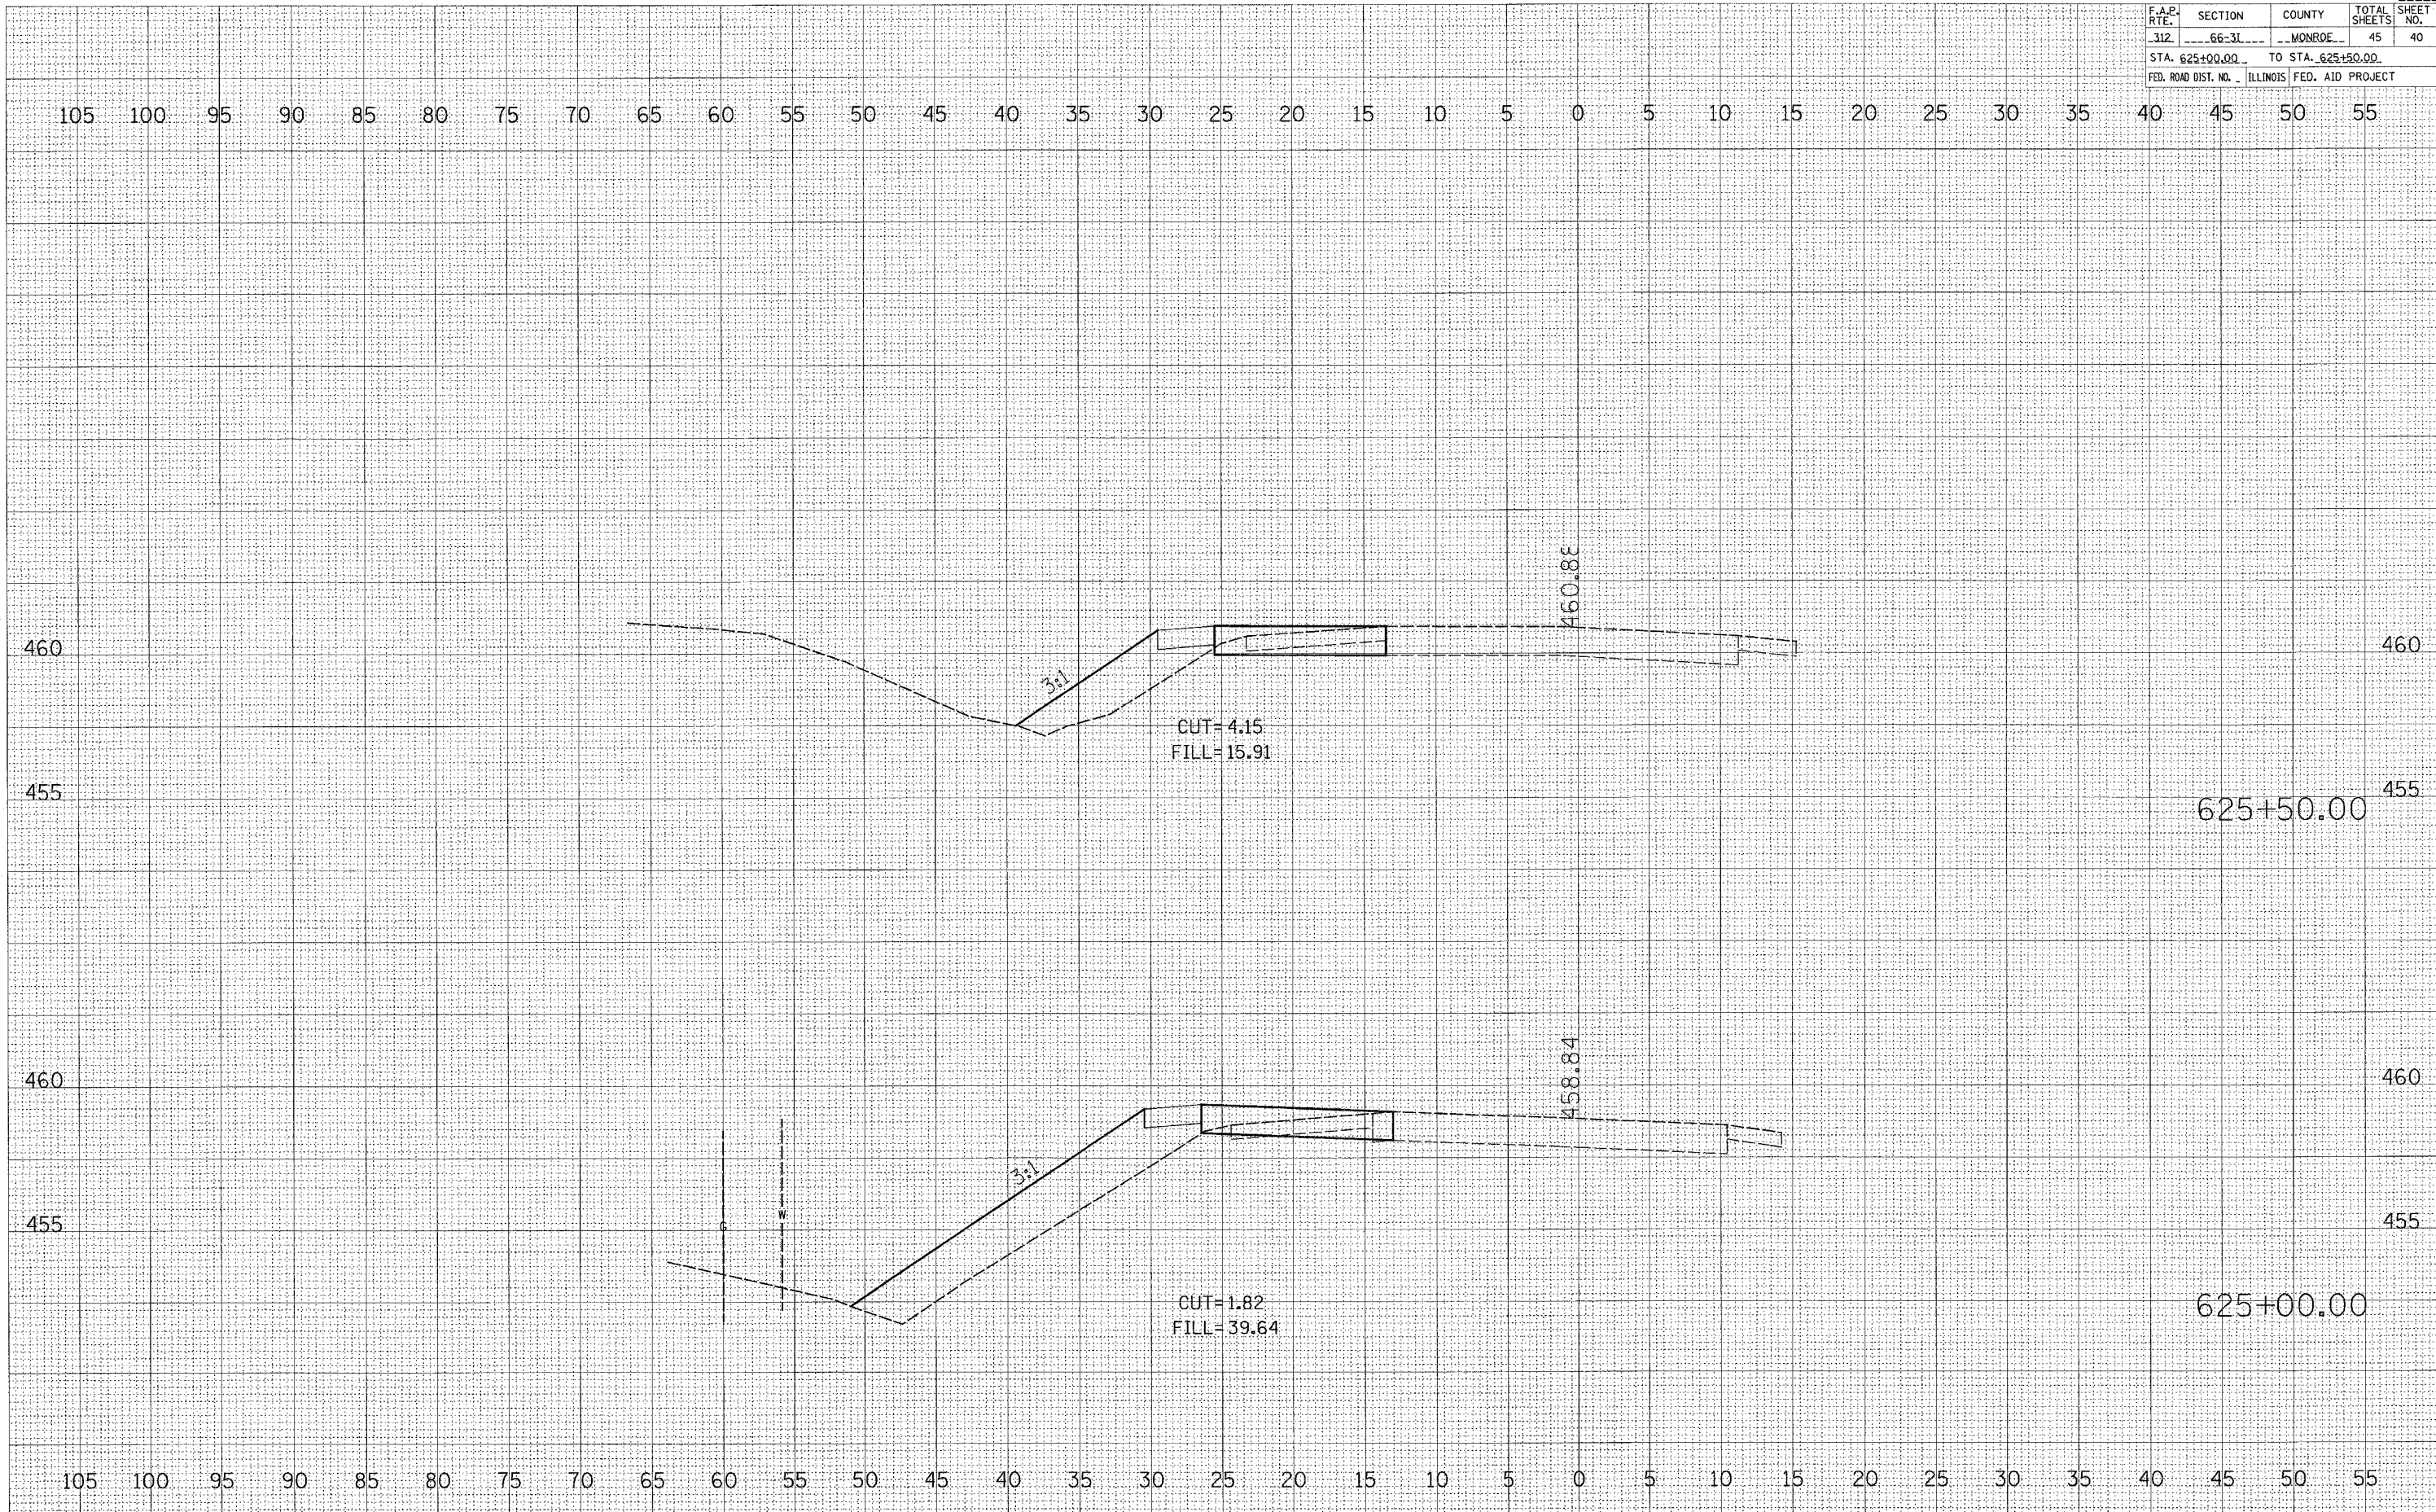 F.A.P. RTE. SECTION COUNTY TOTAL SHEETS SHEET NO.
312 66-3I MONROE 45 40
STA. 625+00.00 TO STA. 625+50.00
FED. ROAD DIST. NO. _ ILLINOIS FED. AID PROJECT
105 100 95 90 85 80 75 70 65 60 55 50 45 40 35 30 25 20 15 10 5 0 5 10 15 20 25 30 35 40 45 50 55
460.88
460 460
3:1
CUT=4.15
FILL=15.91
455 455
625+50.00
458.84
460 460
3:1
W
G
455 455
CUT=1.82
FILL=39.64
625+00.00
105 100 95 90 85 80 75 70 65 60 55 50 45 40 35 30 25 20 15 10 5 0 5 10 15 20 25 30 35 40 45 50 55